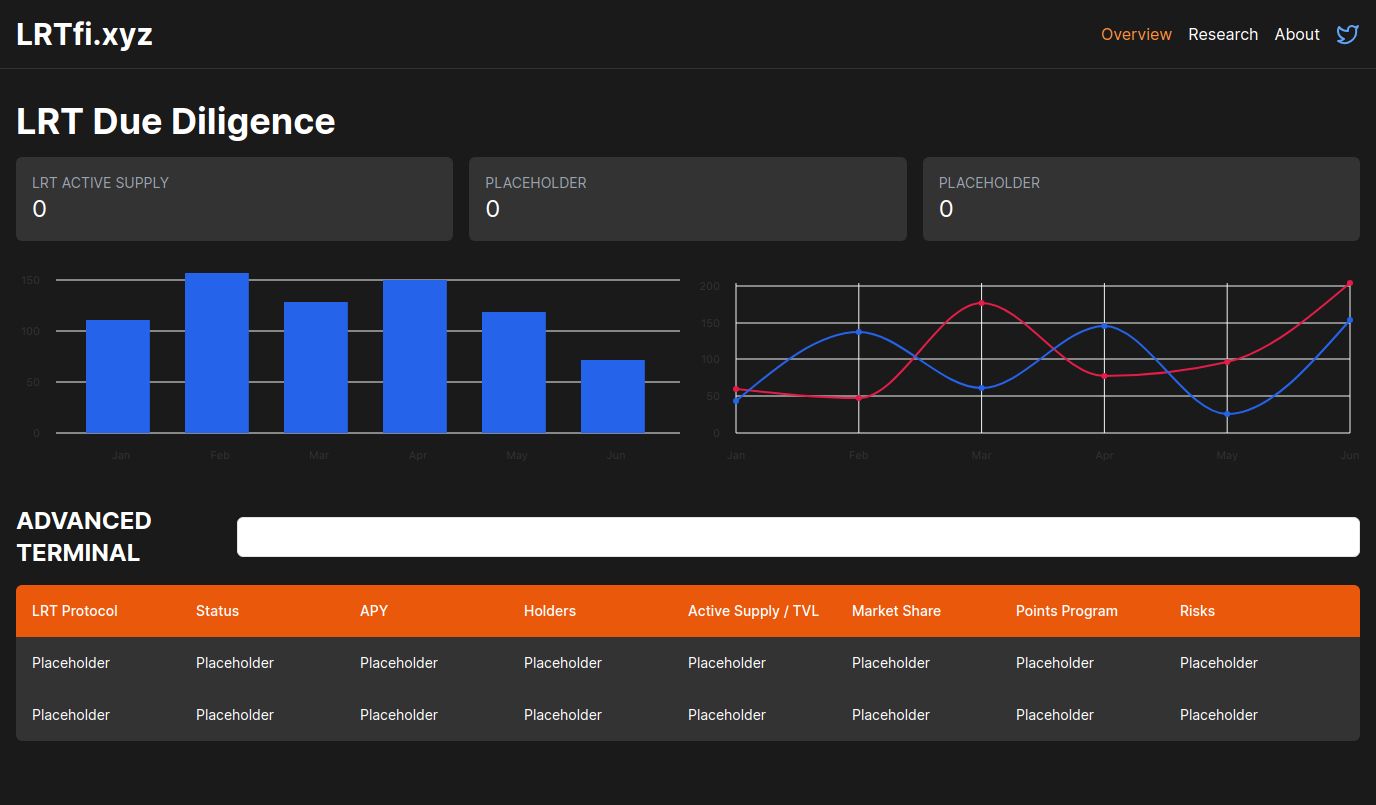 LRTfi.xyz
Overview Research About
LRT Due Diligence
LRT ACTIVE SUPPLY
0
PLACEHOLDER
0
PLACEHOLDER
0
150
100
50
0
Jan Feb Mar Apr May Jun
200
150
100
50
0
Jan Feb Mar Apr May Jun
ADVANCED
TERMINAL
LRT Protocol Status APY Holders Active Supply / TVL Market Share Points Program Risks
Placeholder Placeholder Placeholder Placeholder Placeholder Placeholder Placeholder Placeholder
Placeholder Placeholder Placeholder Placeholder Placeholder Placeholder Placeholder Placeholder